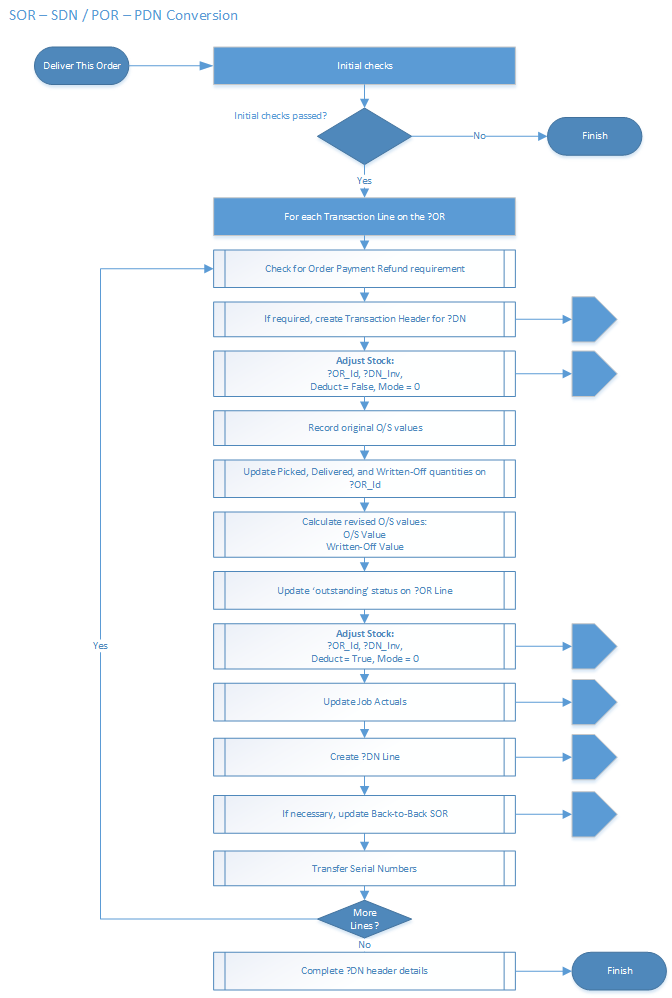 SOR – SDN / POR – PDN Conversion
Deliver This Order
Initial checks
Initial checks passed?
No
Finish
Yes
For each Transaction Line on the ?OR
Check for Order Payment Refund requirement
If required, create Transaction Header for ?DN
Adjust Stock:
?OR_Id, ?DN_Inv,
Deduct = False, Mode = 0
Record original O/S values
Update Picked, Delivered, and Written-Off quantities on
?OR_Id
Calculate revised O/S values:
O/S Value
Written-Off Value
Update ‘outstanding’ status on ?OR Line
Adjust Stock:
?OR_Id, ?DN_Inv,
Deduct = True, Mode = 0
Yes
Update Job Actuals
Create ?DN Line
If necessary, update Back-to-Back SOR
Transfer Serial Numbers
More
Lines?
No
Complete ?DN header details
Finish